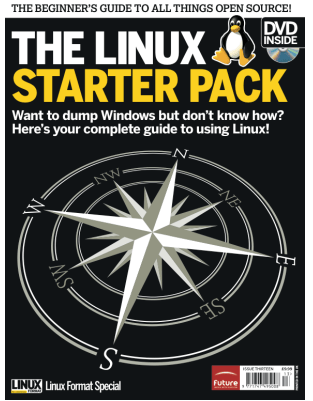 THE BEGINNER'S GUIDE TO ALL THINGS OPEN SOURCE!
DVD
INSIDE
THE LINUX
STARTER PACK
Want to dump Windows but don't know how?
Here's your complete guide to using Linux!
N
NW
NE
W
E
SW
SE
S
LINUX
Linux Format Special
Future
ISSUE THIRTEEN
£9.99